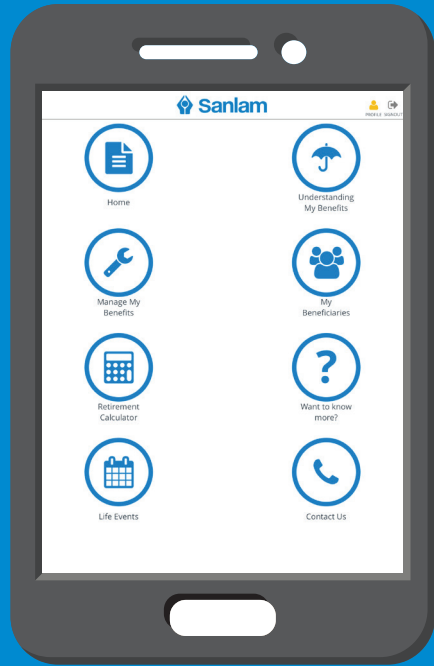 Sanlam
PROFILE SIGNOUT
Home
Understanding
My Benefits
Manage My
Benefits
My
Beneficiaries
Retirement
Calculator
Want to know
more?
Life Events
Contact Us